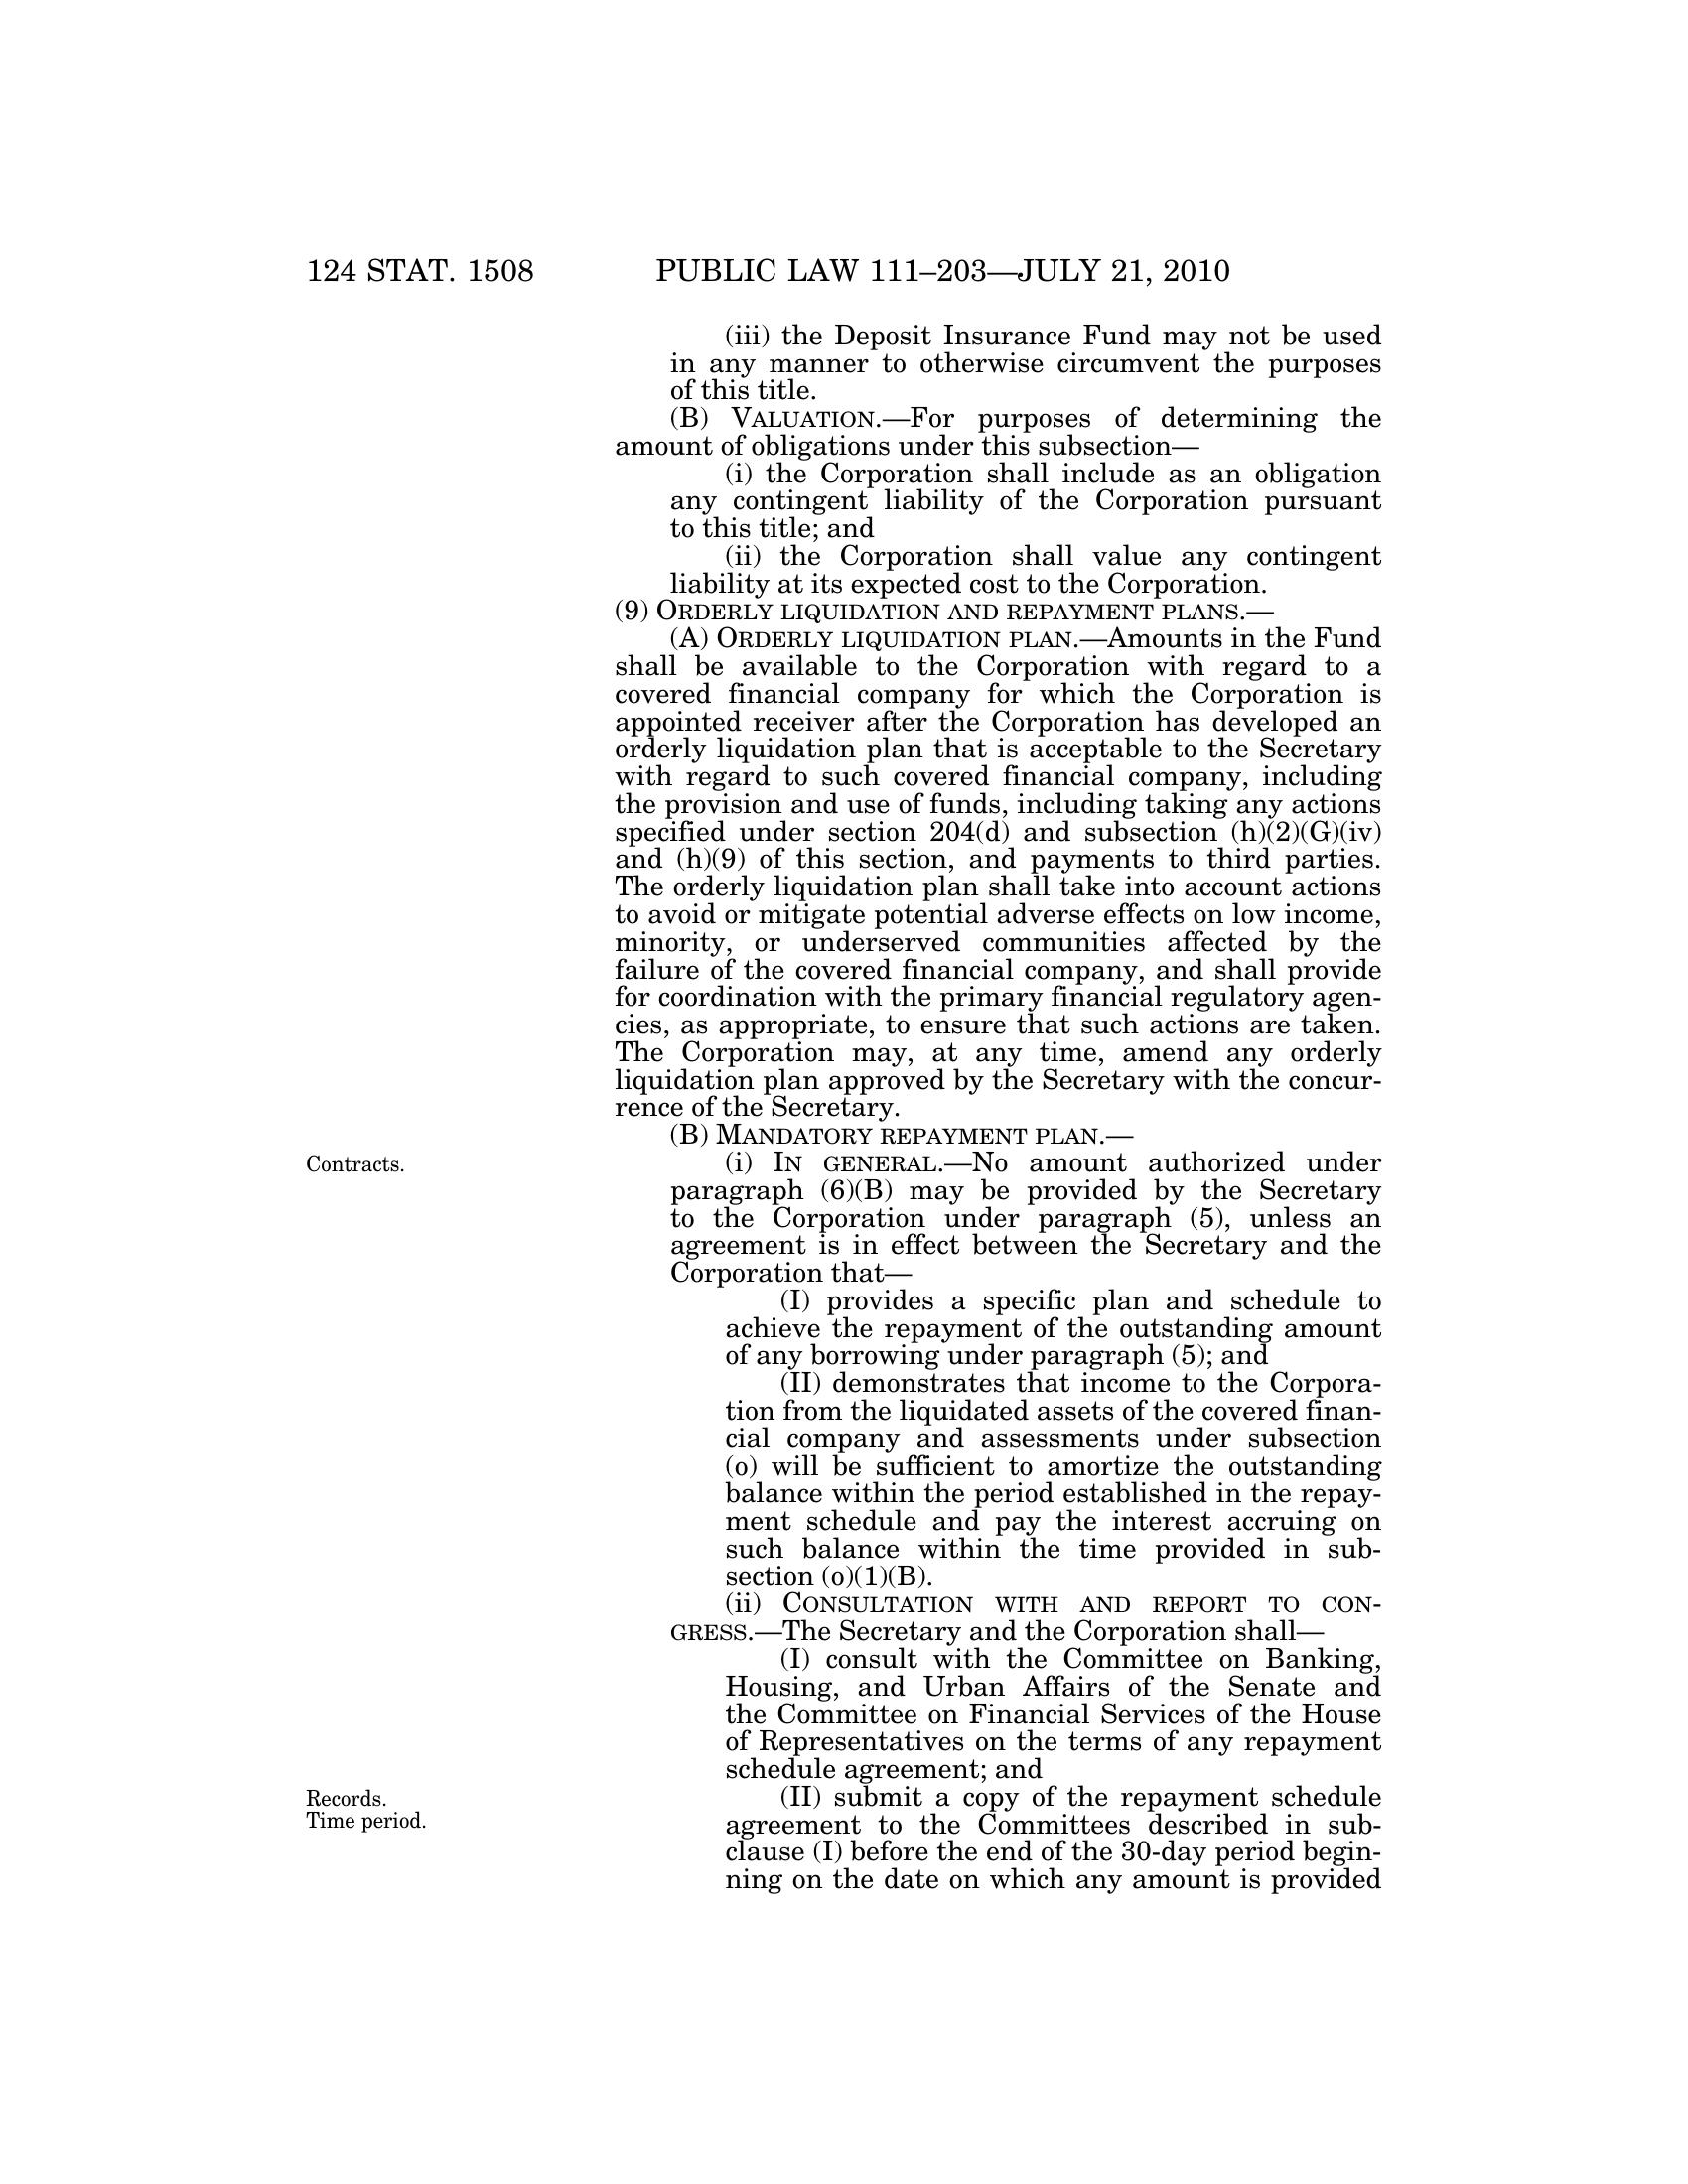 124 STAT. 1508 PUBLIC LAW 111–203—JULY 21, 2010
(iii) the Deposit Insurance Fund may not be used
in any manner to otherwise circumvent the purposes
of this title.
(B) VALUATION.—For purposes of determining the
amount of obligations under this subsection—
(i) the Corporation shall include as an obligation
any contingent liability of the Corporation pursuant
to this title; and
(ii) the Corporation shall value any contingent
liability at its expected cost to the Corporation.
(9) ORDERLY LIQUIDATION AND REPAYMENT PLANS.—
(A) ORDERLY LIQUIDATION PLAN.—Amounts in the Fund
shall be available to the Corporation with regard to a
covered financial company for which the Corporation is
appointed receiver after the Corporation has developed an
orderly liquidation plan that is acceptable to the Secretary
with regard to such covered financial company, including
the provision and use of funds, including taking any actions
specified under section 204(d) and subsection (h)(2)(G)(iv)
and (h)(9) of this section, and payments to third parties.
The orderly liquidation plan shall take into account actions
to avoid or mitigate potential adverse effects on low income,
minority, or underserved communities affected by the
failure of the covered financial company, and shall provide
for coordination with the primary financial regulatory agen-
cies, as appropriate, to ensure that such actions are taken.
The Corporation may, at any time, amend any orderly
liquidation plan approved by the Secretary with the concur-
rence of the Secretary.
(B) MANDATORY REPAYMENT PLAN.—
Contracts.
(i) IN GENERAL.—No amount authorized under
paragraph (6)(B) may be provided by the Secretary
to the Corporation under paragraph (5), unless an
agreement is in effect between the Secretary and the
Corporation that—
(I) provides a specific plan and schedule to
achieve the repayment of the outstanding amount
of any borrowing under paragraph (5); and
(II) demonstrates that income to the Corpora-
tion from the liquidated assets of the covered finan-
cial company and assessments under subsection
(o) will be sufficient to amortize the outstanding
balance within the period established in the repay-
ment schedule and pay the interest accruing on
such balance within the time provided in sub-
section (o)(1)(B).
(ii) CONSULTATION WITH AND REPORT TO CON-
GRESS.—The Secretary and the Corporation shall—
(I) consult with the Committee on Banking,
Housing, and Urban Affairs of the Senate and
the Committee on Financial Services of the House
of Representatives on the terms of any repayment
schedule agreement; and
Records.
Time period.
(II) submit a copy of the repayment schedule
agreement to the Committees described in sub-
clause (I) before the end of the 30-day period begin-
ning on the date on which any amount is provided